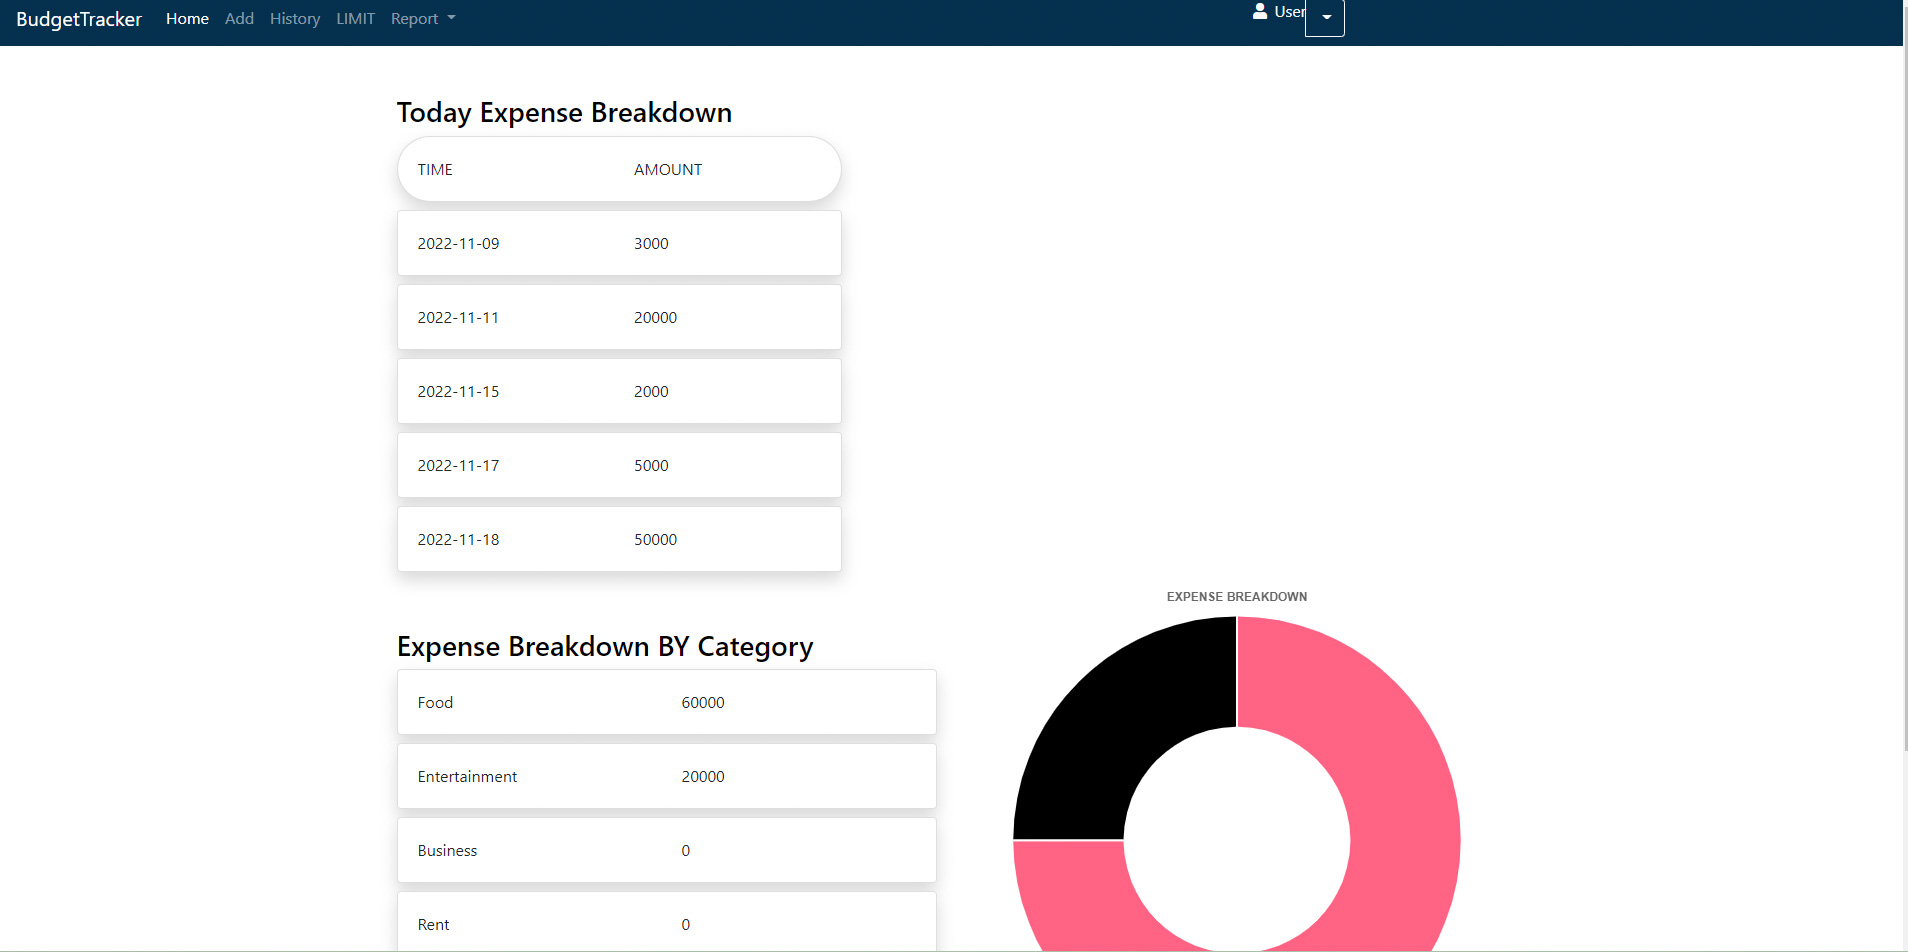 BudgetTracker Home Add History LIMIT Report User
Today Expense Breakdown
TIME AMOUNT
2022-11-09 3000
2022-11-11 20000
2022-11-15 2000
2022-11-17 5000
2022-11-18 50000
EXPENSE BREAKDOWN
Expense Breakdown BY Category
Food 60000
Entertainment 20000
Business 0
Rent 0